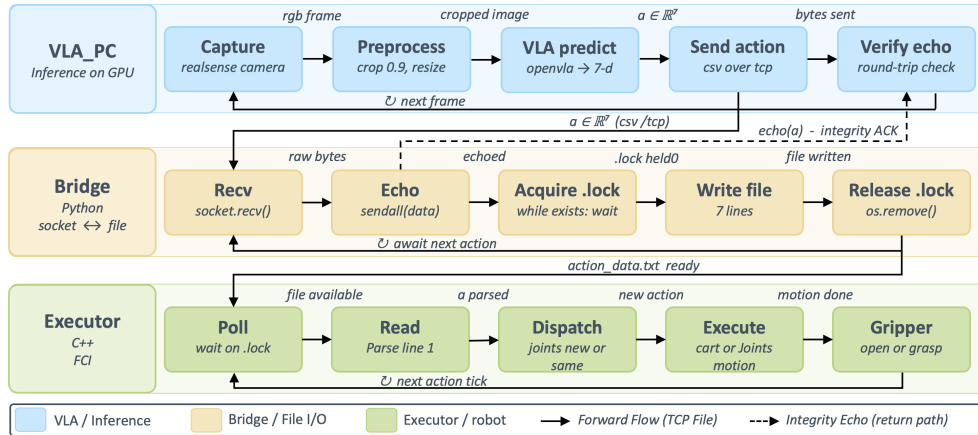 rgb frame
cropped image
a ∈ ℝ⁷
bytes sent
VLA_PC
Inference on GPU
Capture
realsense camera
Preprocess
crop 0.9, resize
VLA predict
openvla → 7-d
Send action
csv over tcp
Verify echo
round-trip check
↻ next frame
a ∈ ℝ⁷ (csv /tcp)
echo(a) - integrity ACK
raw bytes
echoed
.lock held0
file written
Bridge
Python
socket ↔ file
Recv
socket.recv()
Echo
sendall(data)
Acquire .lock
while exists: wait
Write file
7 lines
Release .lock
os.remove()
↻ await next action
action_data.txt ready
file available
a parsed
new action
motion done
Executor
C++
FCI
Poll
wait on .lock
Read
Parse line 1
Dispatch
joints new or
same
Execute
cart or Joints
motion
Gripper
open or grasp
↻ next action tick
VLA / Inference
Bridge / File I/O
Executor / robot
Forward Flow (TCP File)
Integrity Echo (return path)